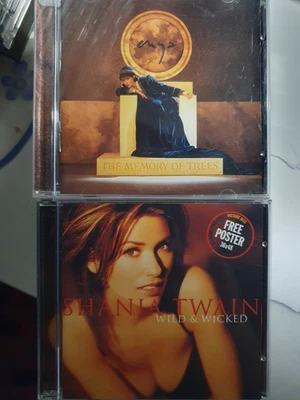 enya
THE MEMORY OF TREES
FREE
POSTER
SHANIA TWAIN
WILD & WICKED